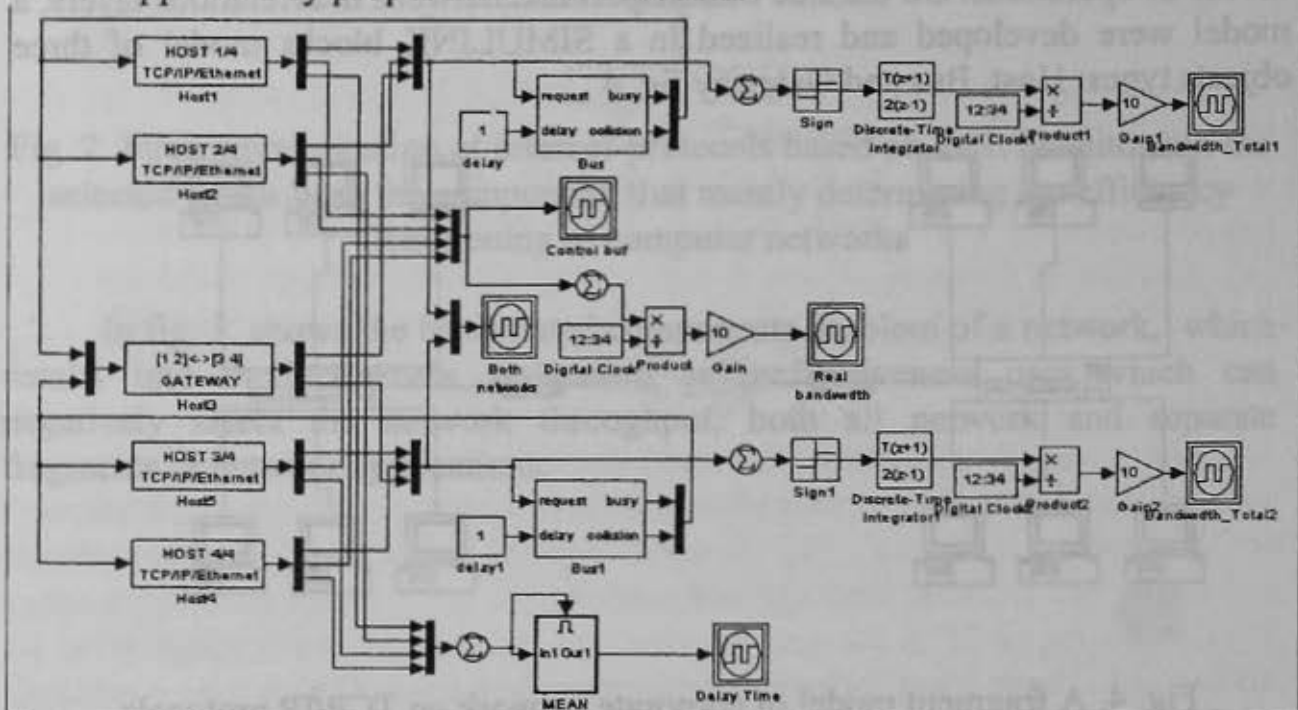 model were developed and realized in a SIMULINK blocks model of three
HOST 1/4
TCP/IP/Ethernet
Host1
HOST 2/4
TCP/IP/Ethernet
Host2
[1 2]<->[3 4]
GATEWAY
Host3
HOST 3/4
TCP/IP/Ethernet
Host5
HOST 4/4
TCP/IP/Ethernet
Host4
request busy
delay collision
Bus
1
delay
Sign
T(z+1)
2(z-1)
Discrete-Time
Integrator
12:34
Digital Clock
×
÷
Product1
10
Gain1
Bandwidth_Total1
Control buf
Both
networks
12:34
Digital Clock
×
÷
Product
10
Gain
Real
bandwidth
request busy
delay collision
Bus1
1
delay1
Sign1
T(z+1)
2(z-1)
Discrete-Time
Integrator1
12:34
Digital Clock
×
÷
Product2
10
Gain2
Bandwidth_Total2
In1 Out1
MEAN
Delay Time